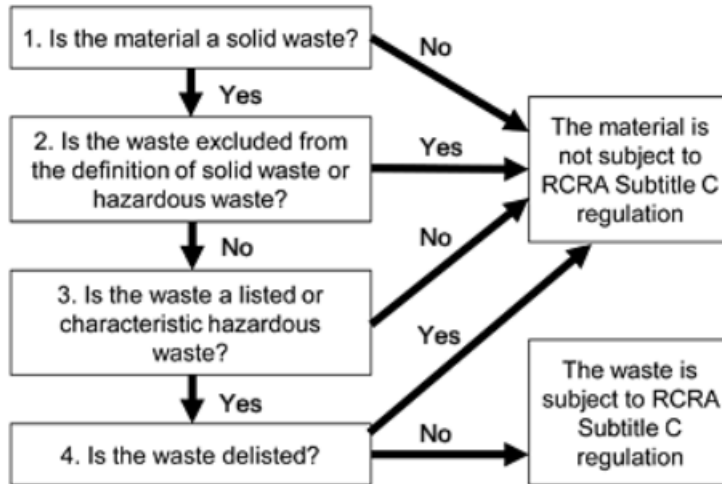 1. Is the material a solid waste?
No
Yes
2. Is the waste excluded from
the definition of solid waste or
hazardous waste?
Yes
The material is
not subject to
RCRA Subtitle C
regulation
No
No
3. Is the waste a listed or
characteristic hazardous
waste?
Yes
Yes
4. Is the waste delisted?
No
The waste is
subject to RCRA
Subtitle C
regulation